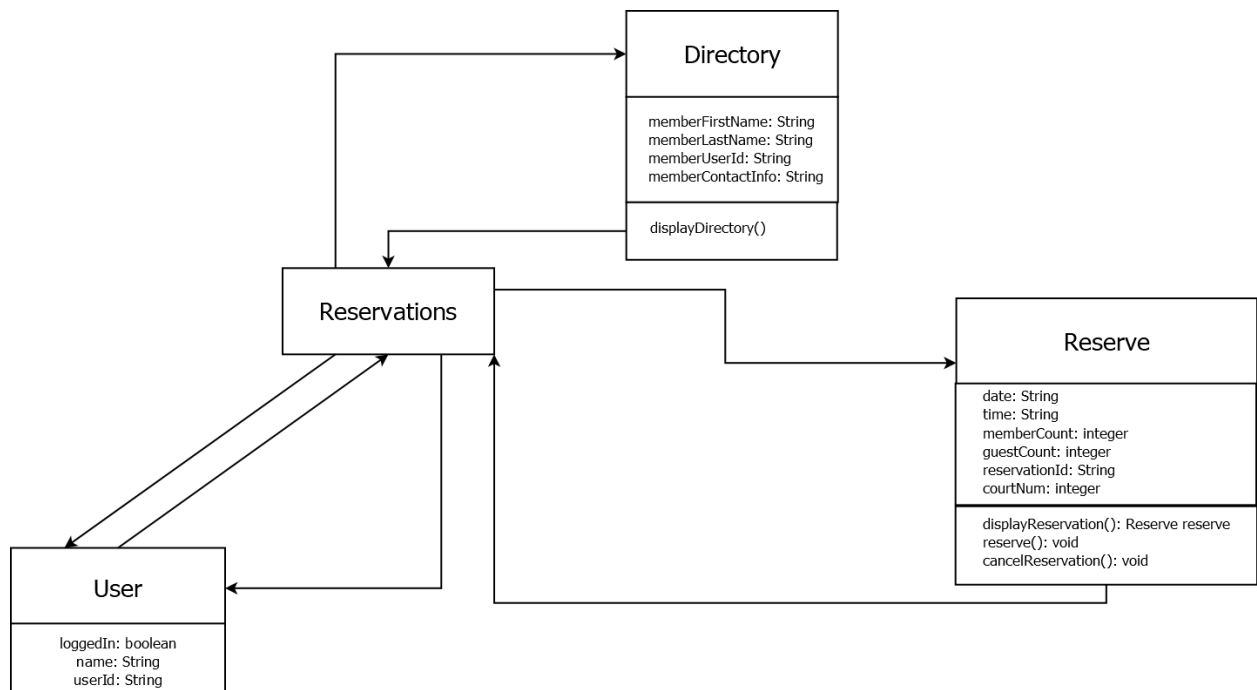 Directory
memberFirstName: String
memberLastName: String
memberUserId: String
memberContactInfo: String
displayDirectory()
Reservations
Reserve
date: String
time: String
memberCount: integer
guestCount: integer
reservationId: String
courtNum: integer
displayReservation(): Reserve reserve
reserve(): void
cancelReservation(): void
User
loggedIn: boolean
name: String
userId: String